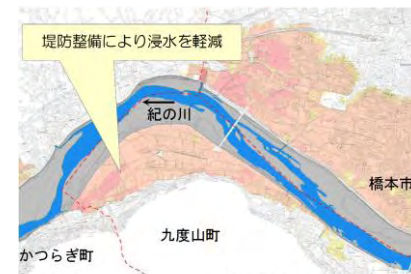 堤防整備により浸水を軽減
紀の川
橋本市
九度山町
かつらぎ町